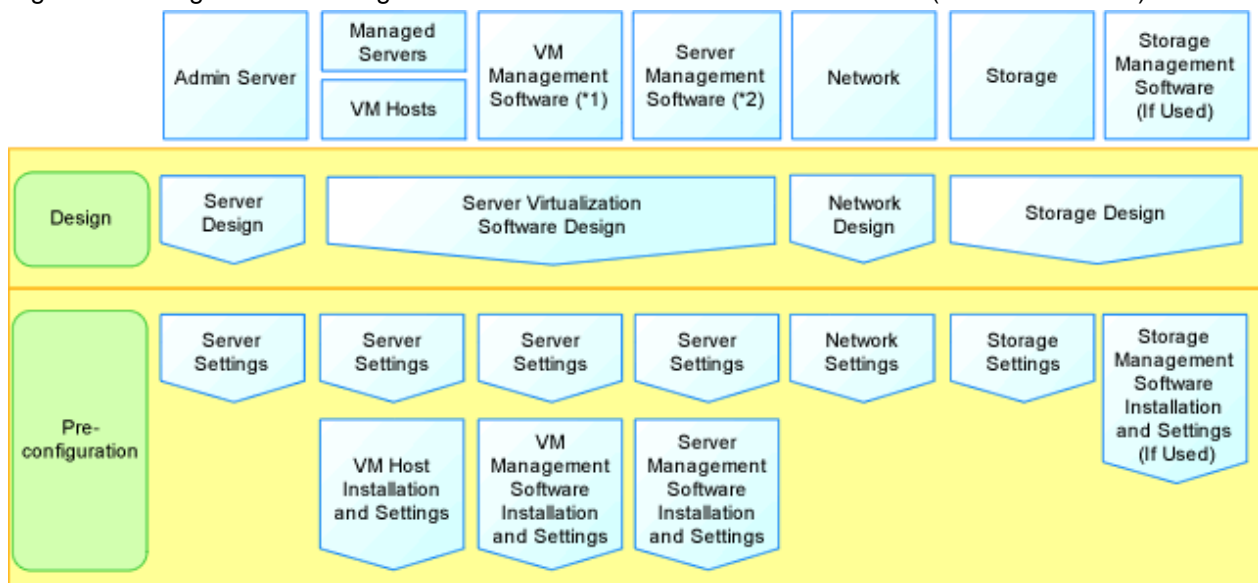 Admin Server
Managed
Servers
VM Hosts
VM
Management
Software (*1)
Server
Management
Software (*2)
Network
Storage
Storage
Management
Software
(If Used)
Design
Server
Design
Server Virtualization
Software Design
Network
Design
Storage Design
Pre-
configuration
Server
Settings
Server
Settings
Server
Settings
Server
Settings
Network
Settings
Storage
Settings
Storage
Management
Software
Installation
and Settings
(If Used)
VM Host
Installation
and Settings
VM
Management
Software
Installation
and Settings
Server
Management
Software
Installation
and Settings